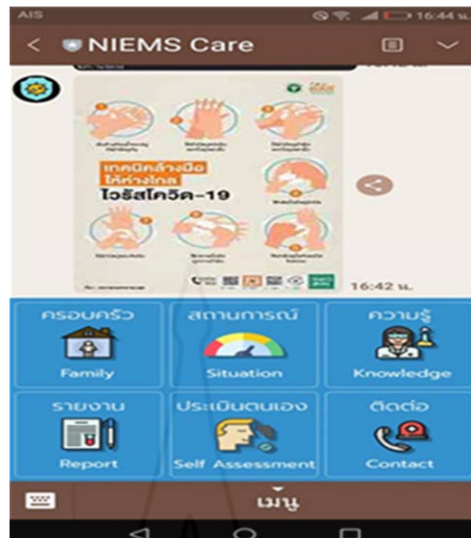 AIS
16:44 น.
NIEMS Care
เทคนิคล้างมือ
ให้ห่างไกล
ไวรัสโควิด-19
16:42 น.
ครอบครัว
Family
สถานการณ์
Situation
ความรู้
Knowledge
รายงาน
Report
ประเมินตนเอง
Self Assessment
ติดต่อ
Contact
เมนู